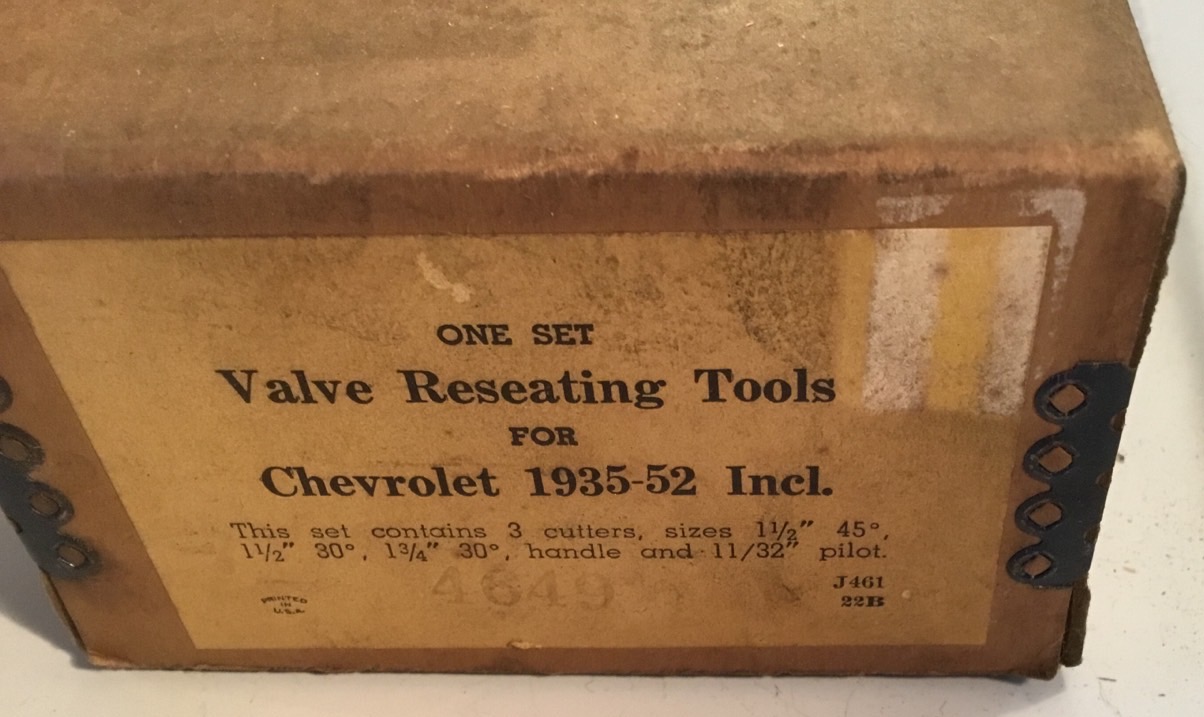 ONE SET
Valve Reseating Tools
FOR
Chevrolet 1935-52 Incl.
This set contains 3 cutters, sizes 1½″ 45°,
1½″ 30°, 1¾″ 30°, handle and 11/32″ pilot.
J461
22B
PRINTED
IN
U.S.A.